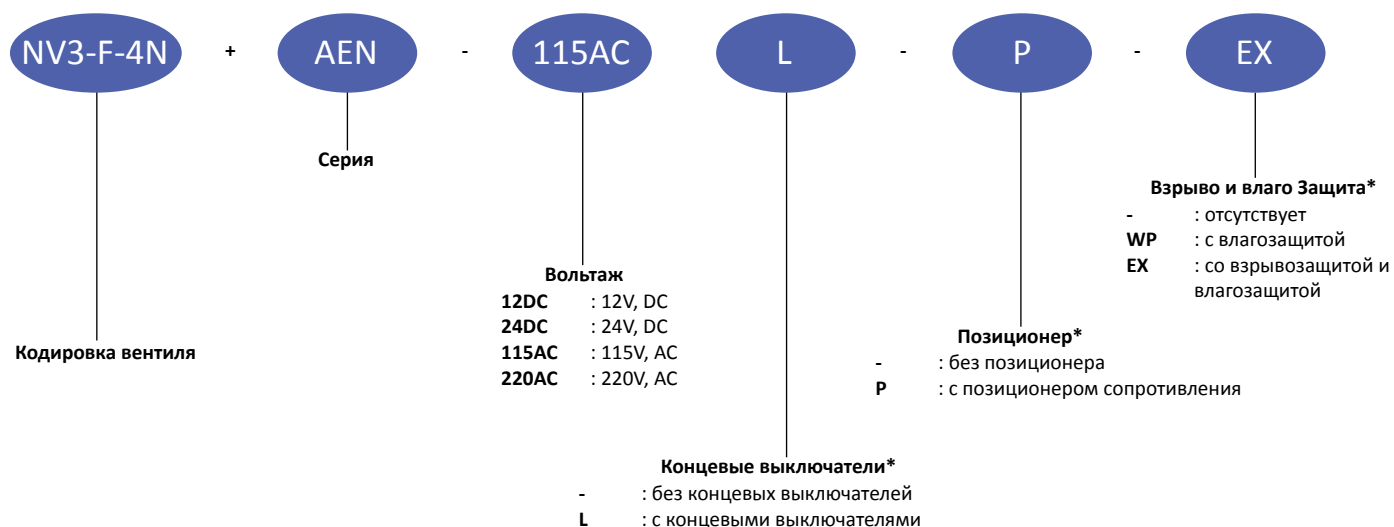 NV3-F-4N + AEN - 115AC L - P - EX
Серия
Взрыво и влаго Защита*
- : отсутствует
WP : с влагозащитой
EX : со взрывозащитой и
влагозащитой
Вольтаж
12DC : 12V, DC
24DC : 24V, DC
115AC : 115V, AC
220AC : 220V, AC
Кодировка вентиля
Позиционер*
- : без позиционера
P : с позиционером сопротивления
Концевые выключатели*
- : без концевых выключателей
L : с концевыми выключателями